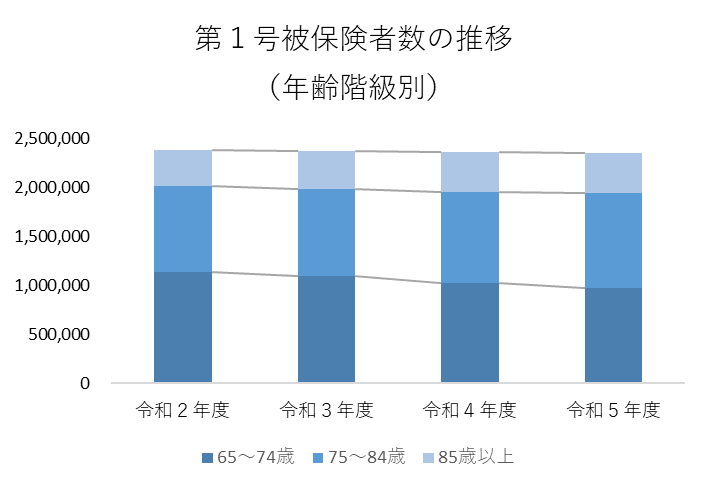 第１号被保険者数の推移
（年齢階級別）
2,500,000
2,000,000
1,500,000
1,000,000
500,000
0
令和２年度 令和３年度 令和４年度 令和５年度
65～74歳 75～84歳 85歳以上